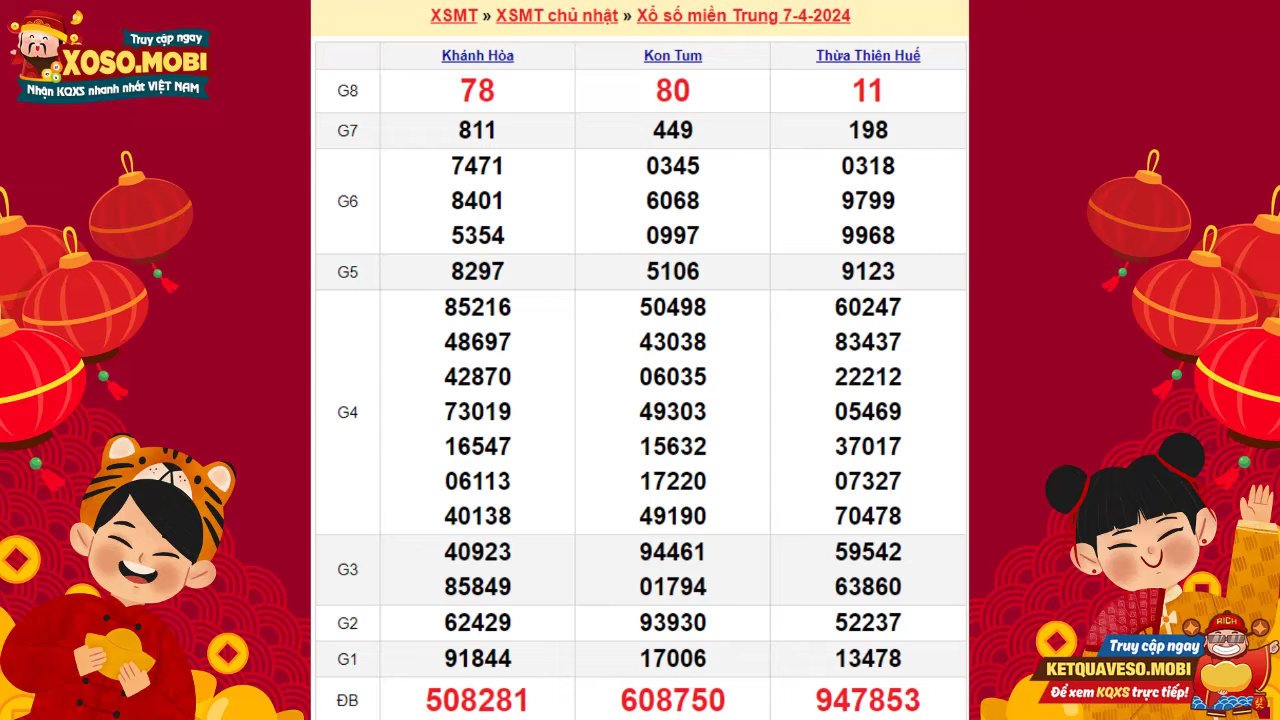 Truy cập ngay
XOSO.MOBI
Nhận KQXS nhanh nhất VIỆT NAM
XSMT » XSMT chủ nhật » Xổ số miền Trung 7-4-2024
Khánh Hòa Kon Tum Thừa Thiên Huế
G8 78 80 11
G7 811 449 198
7471 0345 0318
G6 8401 6068 9799
5354 0997 9968
G5 8297 5106 9123
85216 50498 60247
48697 43038 83437
42870 06035 22212
G4 73019 49303 05469
16547 15632 37017
06113 17220 07327
40138 49190 70478
G3 40923 94461 59542
85849 01794 63860
G2 62429 93930 52237
G1 91844 17006 13478
ĐB 508281 608750 947853
RICH
Truy cập ngay
KETQUAVESO.MOBI
Để xem KQXS trực tiếp!